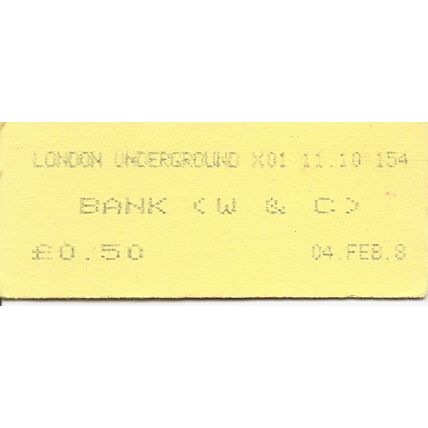 LONDON UNDERGROUND X01 11.10 154
BANK (W & C)
£0.50 04.FEB.8